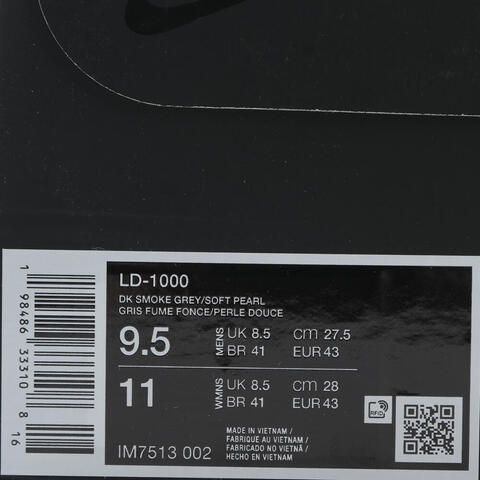 LD-1000
DK SMOKE GREY/SOFT PEARL
GRIS FUME FONCE/PERLE DOUCE
9.5 MENS UK 8.5 CM 27.5
BR 41 EUR 43
11 WMNS UK 8.5 CM 28
BR 41 EUR 43
RFID
IM7513 002
MADE IN VIETNAM /
FABRIQUE AU VIETNAM /
FABRICADO NO VIETNÃ /
HECHO EN VIETNAM
1 98486 33310 8 16